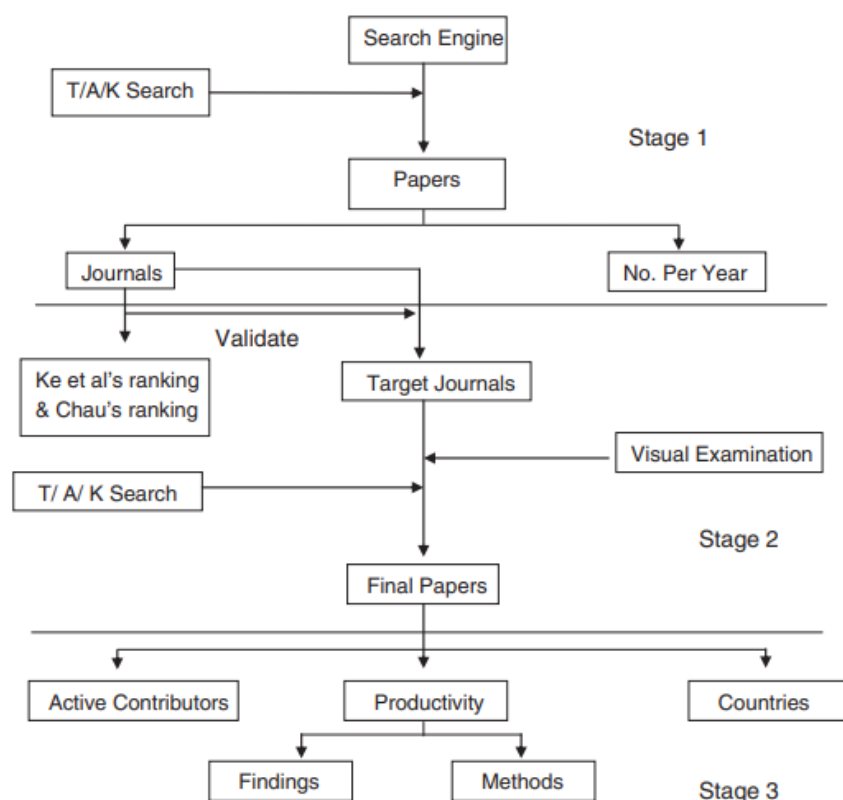 Search Engine
T/A/K Search
Stage 1
Papers
Journals
No. Per Year
Validate
Ke et al's ranking
& Chau's ranking
Target Journals
Visual Examination
T/ A/ K Search
Stage 2
Final Papers
Active Contributors
Productivity
Countries
Findings
Methods
Stage 3